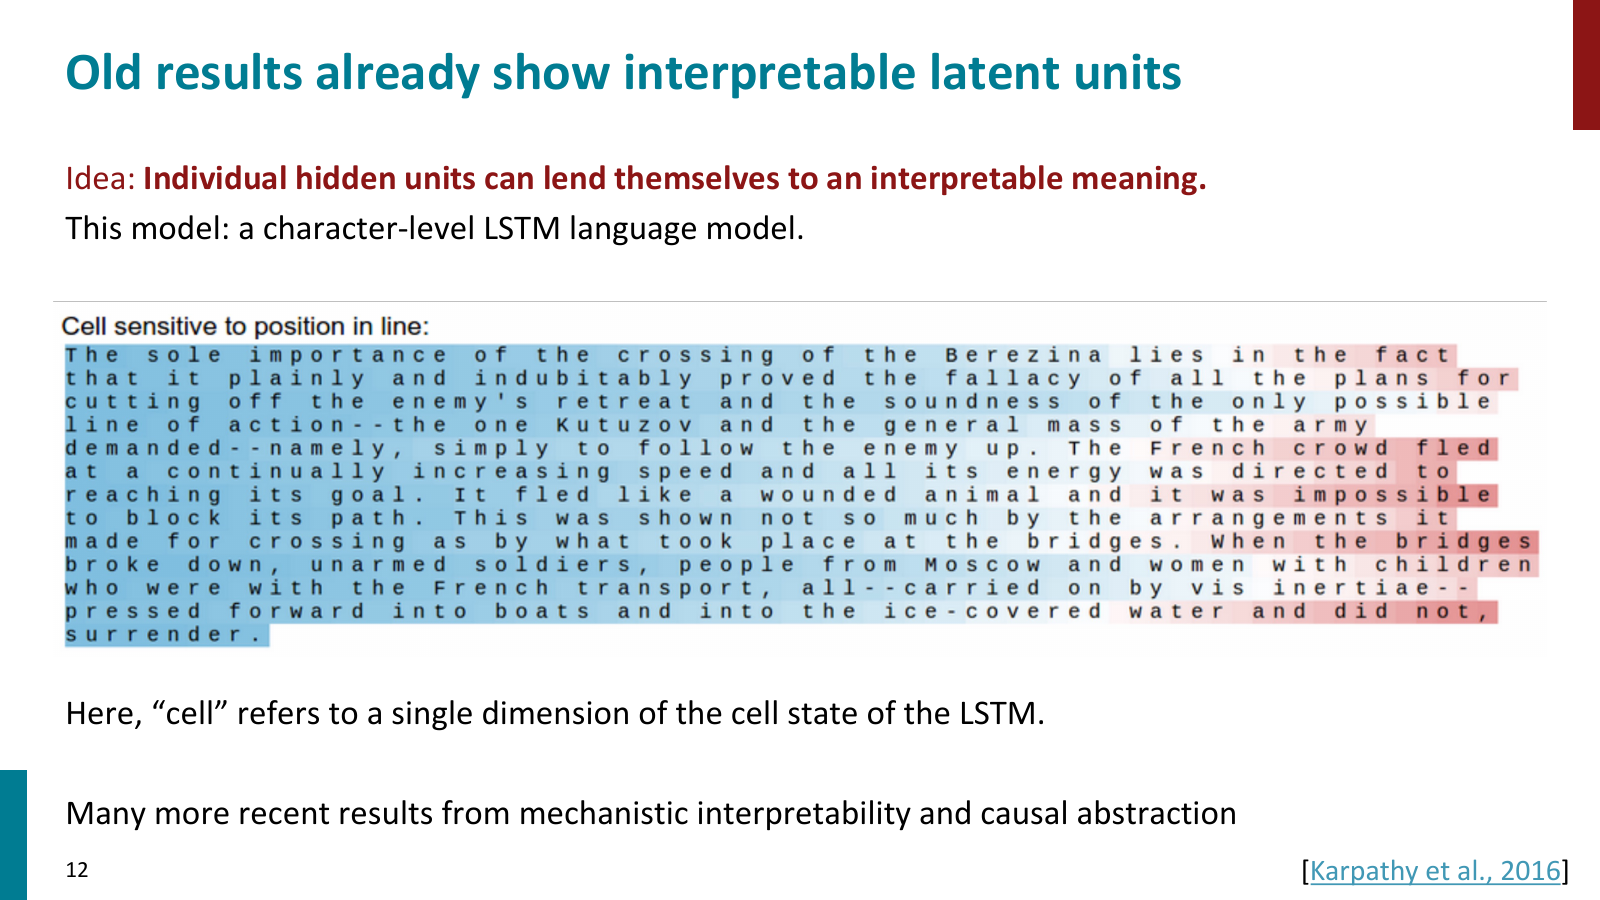 Old results already show interpretable latent units
Idea: Individual hidden units can lend themselves to an interpretable meaning.
This model: a character-level LSTM language model.
Cell sensitive to position in line:
The sole importance of the crossing of the Berezina lies in the fact
that it plainly and indubitably proved the fallacy of all the plans for
cutting off the enemy's retreat and the soundness of the only possible
line of action--the one Kutuzov and the general mass of the army
demanded--namely, simply to follow the enemy up. The French crowd fled
at a continually increasing speed and all its energy was directed to
reaching its goal. It fled like a wounded animal and it was impossible
to block its path. This was shown not so much by the arrangements it
made for crossing as by what took place at the bridges. When the bridges
broke down, unarmed soldiers, people from Moscow and women with children
who were with the French transport, all--carried on by vis inertiae--
pressed forward into boats and into the ice-covered water and did not,
surrender.
Here, “cell” refers to a single dimension of the cell state of the LSTM.
Many more recent results from mechanistic interpretability and causal abstraction
12
[Karpathy et al., 2016]